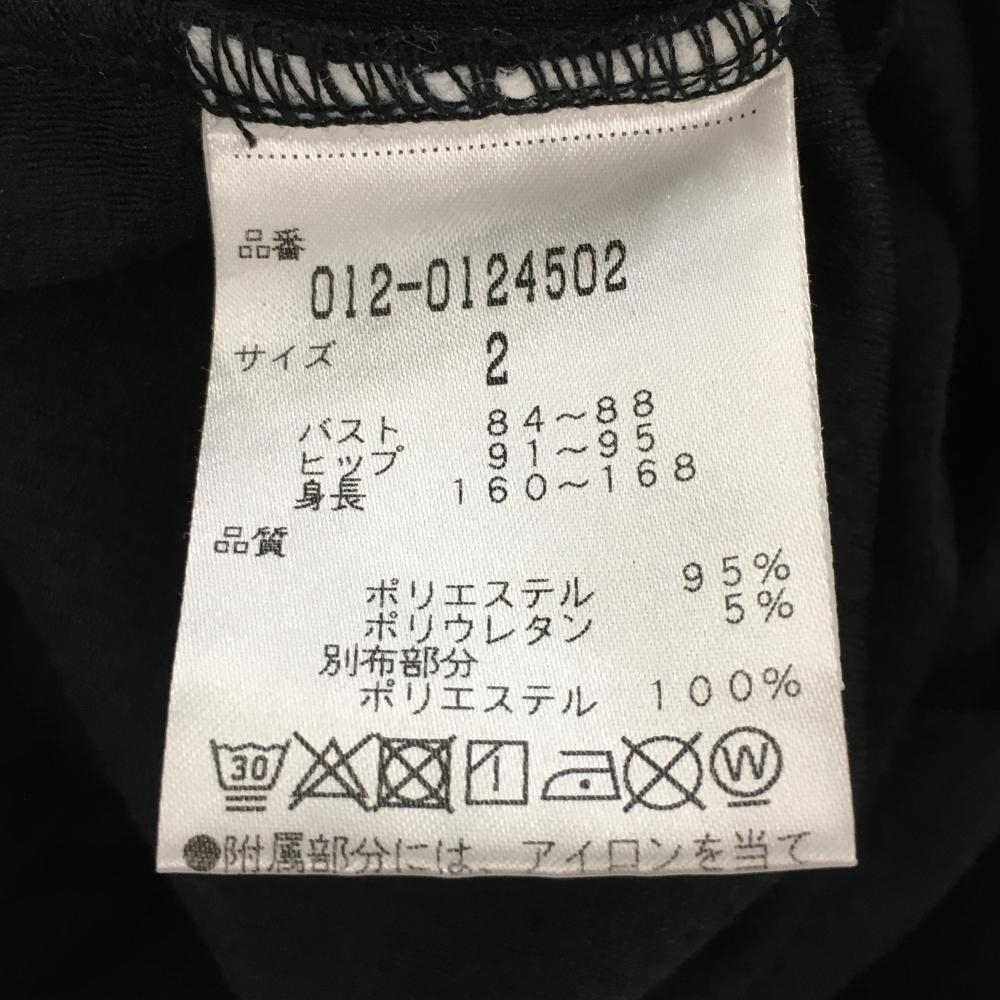 品番
012-0124502
サイズ 2
バスト 84～88
ヒップ 91～95
身長 160～168
品質
ポリエステル 95%
ポリウレタン 5%
別布部分
ポリエステル 100%
30 W
●附属部分には、アイロンを当て